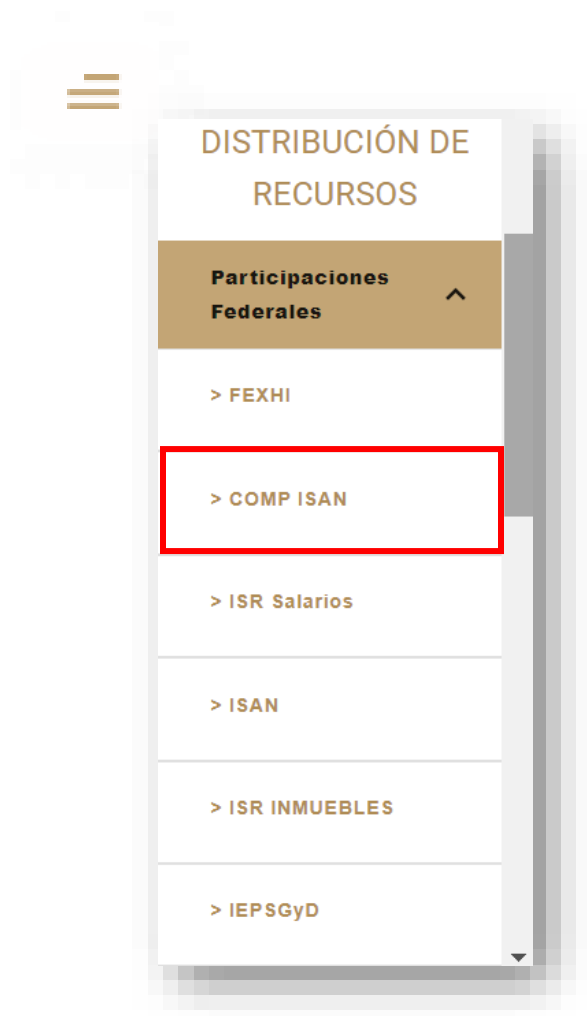 DISTRIBUCIÓN DE
RECURSOS
Participaciones
Federales
> FEXHI
> COMP ISAN
> ISR Salarios
> ISAN
> ISR INMUEBLES
> IEPSGyD